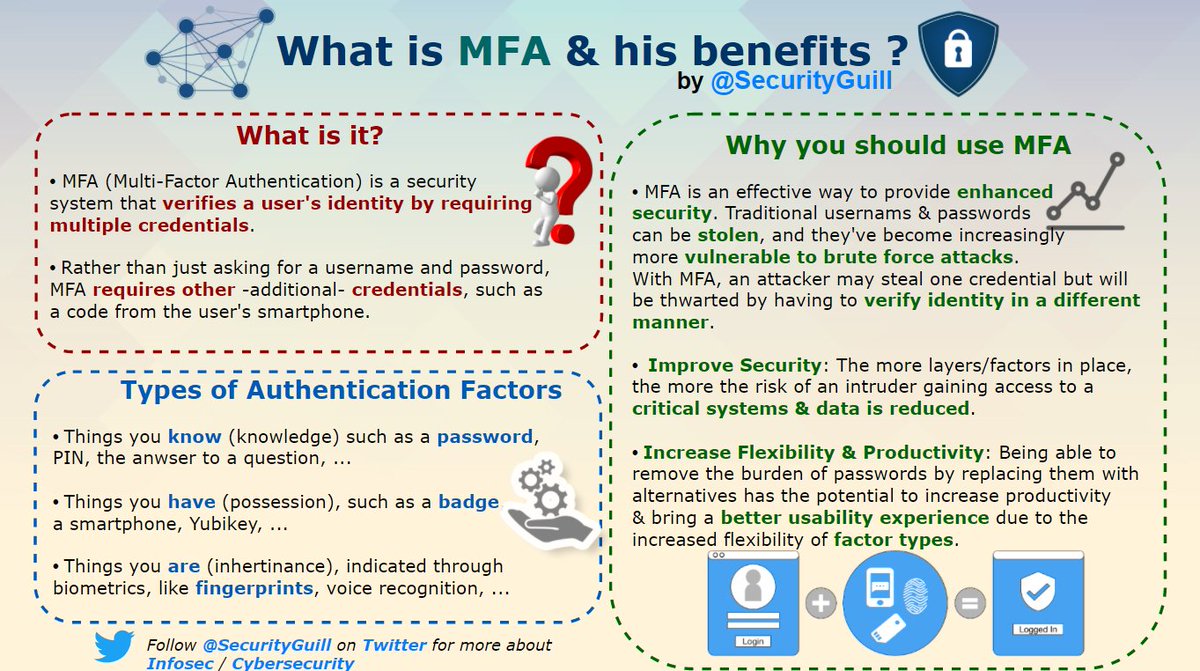 What is MFA & his benefits ?
by @SecurityGuill
What is it?
• MFA (Multi-Factor Authentication) is a security
system that verifies a user's identity by requiring
multiple credentials.
• Rather than just asking for a username and password,
MFA requires other -additional- credentials, such as
a code from the user's smartphone.
Types of Authentication Factors
• Things you know (knowledge) such as a password,
PIN, the anwser to a question, ...
• Things you have (possession), such as a badge
a smartphone, Yubikey, ...
• Things you are (inhertinance), indicated through
biometrics, like fingerprints, voice recognition, ...
Follow @SecurityGuill on Twitter for more about
Infosec / Cybersecurity
Why you should use MFA
• MFA is an effective way to provide enhanced
security. Traditional usernams & passwords
can be stolen, and they've become increasingly
more vulnerable to brute force attacks.
With MFA, an attacker may steal one credential but will
be thwarted by having to verify identity in a different
manner.
• Improve Security: The more layers/factors in place,
the more the risk of an intruder gaining access to a
critical systems & data is reduced.
• Increase Flexibility & Productivity: Being able to
remove the burden of passwords by replacing them with
alternatives has the potential to increase productivity
& bring a better usability experience due to the
increased flexibility of factor types.
Login
Logged In